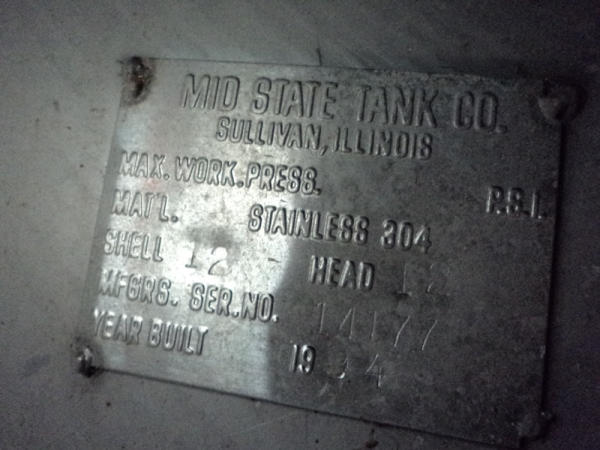 MID STATE TANK CO.
SULLIVAN, ILLINOIS
MAX. WORK. PRESS. P.S.I.
MAT'L. STAINLESS 304
SHELL 12 HEAD 12
MFGRS. SER. NO. 14177
YEAR BUILT